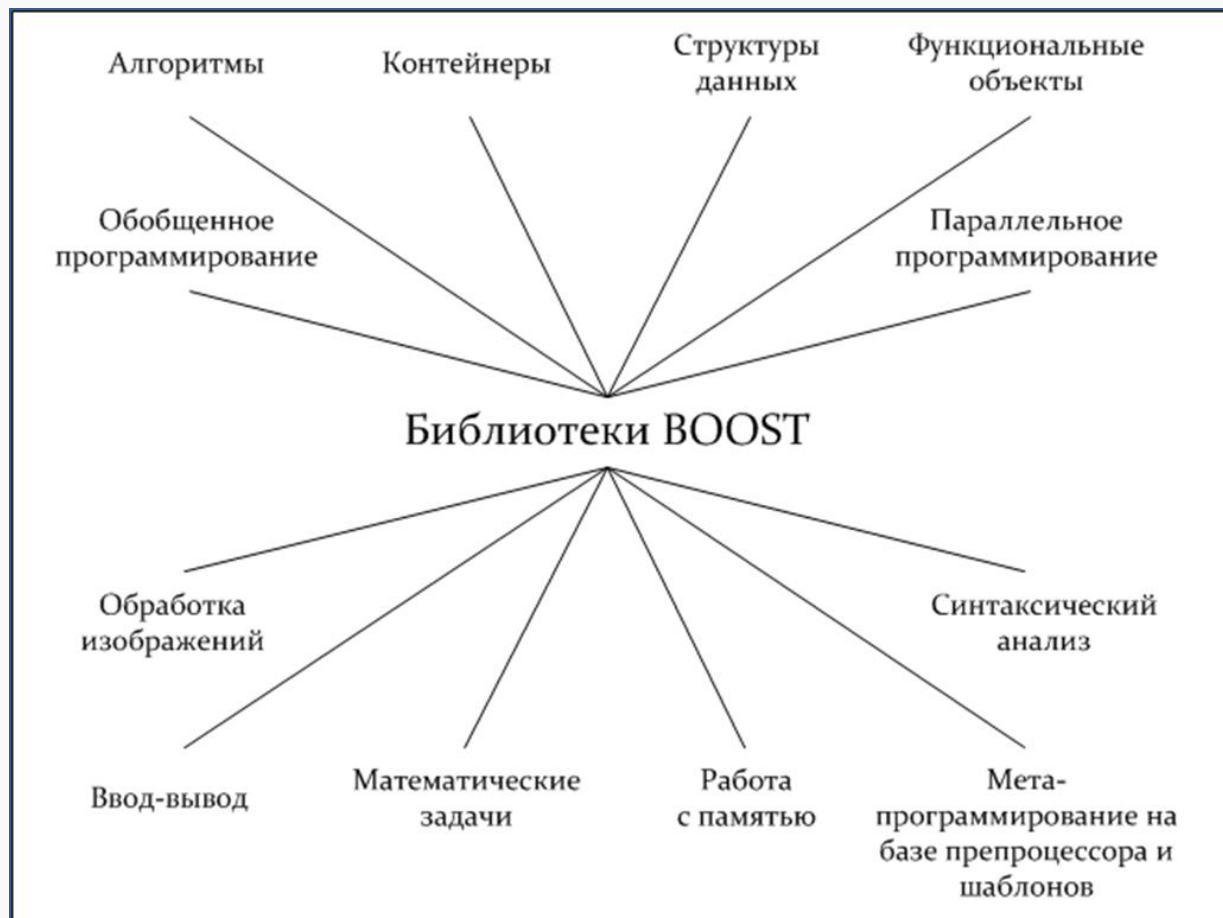 Алгоритмы
Контейнеры
Структуры
данных
Функциональные
объекты
Обобщенное
программирование
Параллельное
программирование
Библиотеки BOOST
Обработка
изображений
Синтаксический
анализ
Ввод-вывод
Математические
задачи
Работа
с памятью
Мета-
программирование на
базе препроцессора и
шаблонов